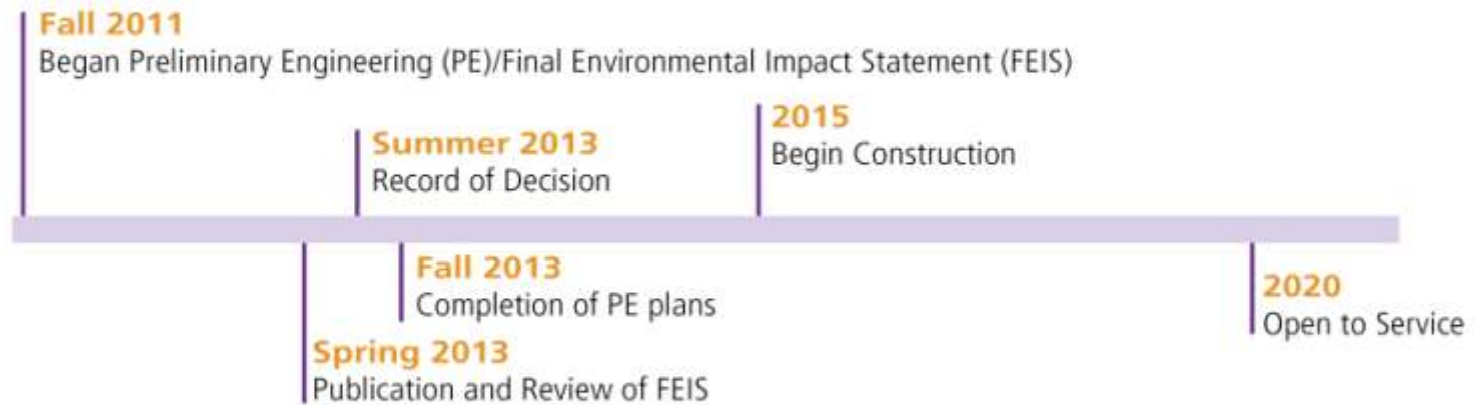 Fall 2011
Began Preliminary Engineering (PE)/Final Environmental Impact Statement (FEIS)
2015
Begin Construction
Summer 2013
Record of Decision
Fall 2013
Completion of PE plans
2020
Open to Service
Spring 2013
Publication and Review of FEIS